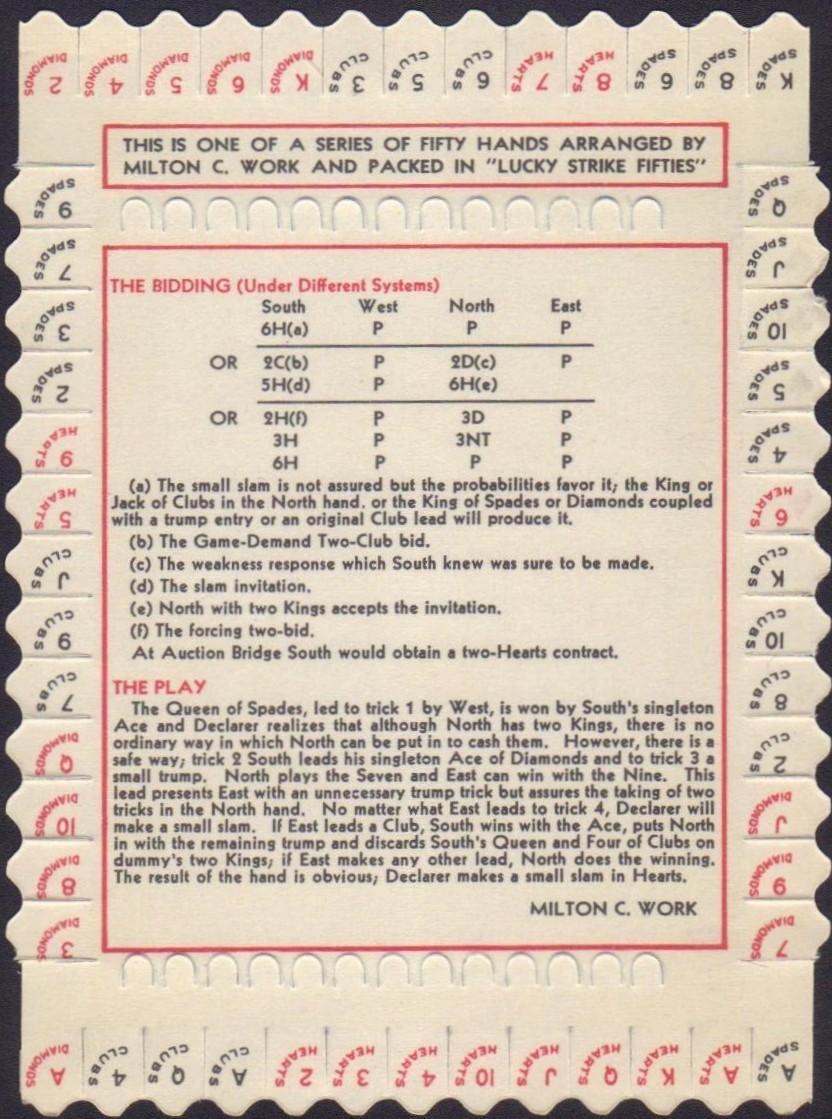 2 DIAMONDS 4 DIAMONDS 5 DIAMONDS 6 DIAMONDS K DIAMONDS 3 CLUBS 5 CLUBS 6 CLUBS 7 HEARTS 8 HEARTS 6 SPADES 8 SPADES K SPADES
THIS IS ONE OF A SERIES OF FIFTY HANDS ARRANGED BY
MILTON C. WORK AND PACKED IN "LUCKY STRIKE FIFTIES"
9 SPADES
7 SPADES
3 SPADES
2 SPADES
9 HEARTS
5 HEARTS
J CLUBS
9 CLUBS
7 CLUBS
Q DIAMONDS
10 DIAMONDS
8 DIAMONDS
3 DIAMONDS
THE BIDDING (Under Different Systems)
South West North East
6H(a) P P P
OR 2C(b) P 2D(c) P
5H(d) P 6H(e)
OR 2H(f) P 3D P
3H P 3NT P
6H P P P
(a) The small slam is not assured but the probabilities favor it; the King or
Jack of Clubs in the North hand. or the King of Spades or Diamonds coupled
with a trump entry or an original Club lead will produce it.
(b) The Game-Demand Two-Club bid.
(c) The weakness response which South knew was sure to be made.
(d) The slam invitation.
(e) North with two Kings accepts the invitation.
(f) The forcing two-bid.
At Auction Bridge South would obtain a two-Hearts contract.
THE PLAY
The Queen of Spades, led to trick 1 by West, is won by South's singleton
Ace and Declarer realizes that although North has two Kings, there is no
ordinary way in which North can be put in to cash them. However, there is a
safe way; trick 2 South leads his singleton Ace of Diamonds and to trick 3 a
small trump. North plays the Seven and East can win with the Nine. This
lead presents East with an unnecessary trump trick but assures the taking of two
tricks in the North hand. No matter what East leads to trick 4, Declarer will
make a small slam. If East leads a Club, South wins with the Ace, puts North
in with the remaining trump and discards South's Queen and Four of Clubs on
dummy's two Kings; if East makes any other lead, North does the winning.
The result of the hand is obvious; Declarer makes a small slam in Hearts.
MILTON C. WORK
Q SPADES
J SPADES
10 SPADES
5 SPADES
4 SPADES
6 HEARTS
K CLUBS
10 CLUBS
8 CLUBS
2 CLUBS
J DIAMONDS
9 DIAMONDS
7 DIAMONDS
A DIAMONDS 4 CLUBS Q CLUBS A CLUBS 2 HEARTS 3 HEARTS 4 HEARTS 10 HEARTS J HEARTS Q HEARTS K HEARTS A HEARTS A SPADES